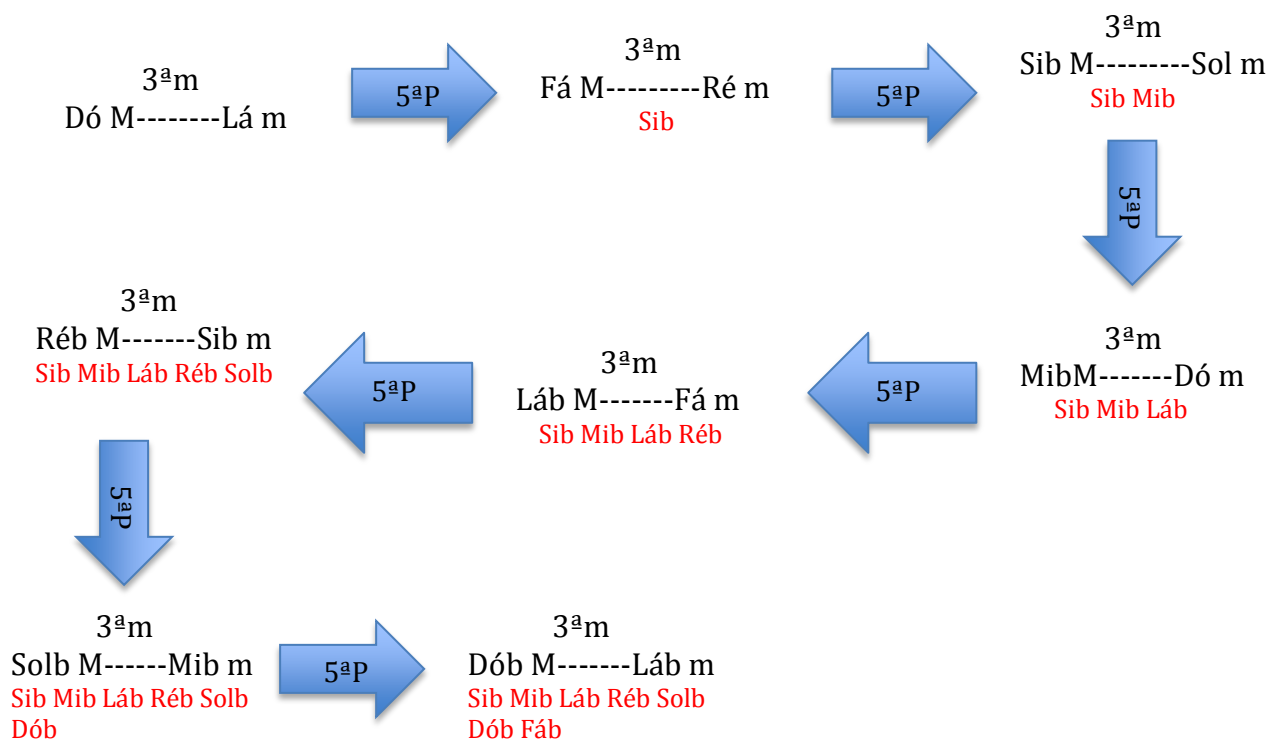 3ªm
Dó M--------Lá m
5ªP
3ªm
Fá M---------Ré m
Sib
5ªP
3ªm
Sib M---------Sol m
Sib Mib
5ªP
3ªm
MibM-------Dó m
Sib Mib Láb
5ªP
3ªm
Láb M-------Fá m
Sib Mib Láb Réb
5ªP
3ªm
Réb M-------Sib m
Sib Mib Láb Réb Solb
5ªP
3ªm
Solb M------Mib m
Sib Mib Láb Réb Solb
Dób
5ªP
3ªm
Dób M-------Láb m
Sib Mib Láb Réb Solb
Dób Fáb